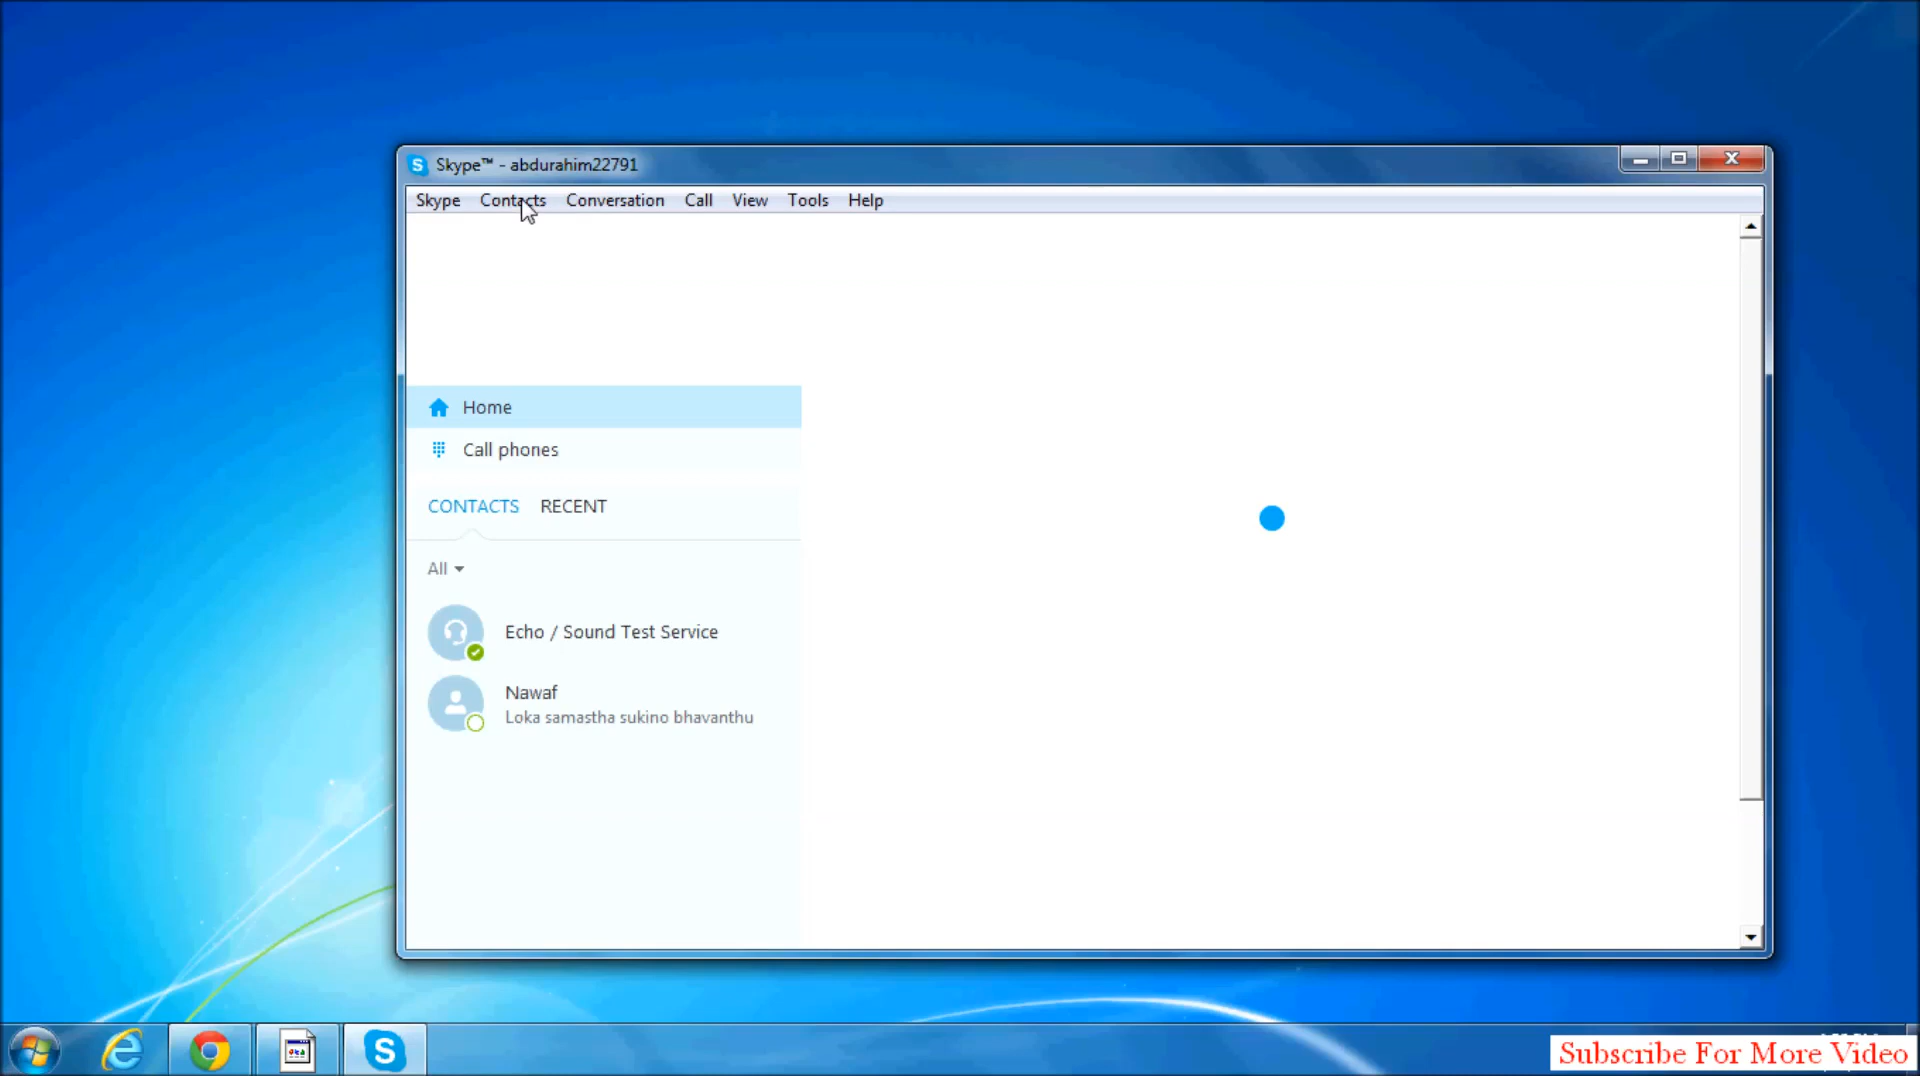 Skype™ - abdurahim22791
Skype Contacts Conversation Call View Tools Help
Home
Call phones
CONTACTS RECENT
All
Echo / Sound Test Service
Nawaf
Loka samastha sukino bhavanthu
Subscribe For More Video